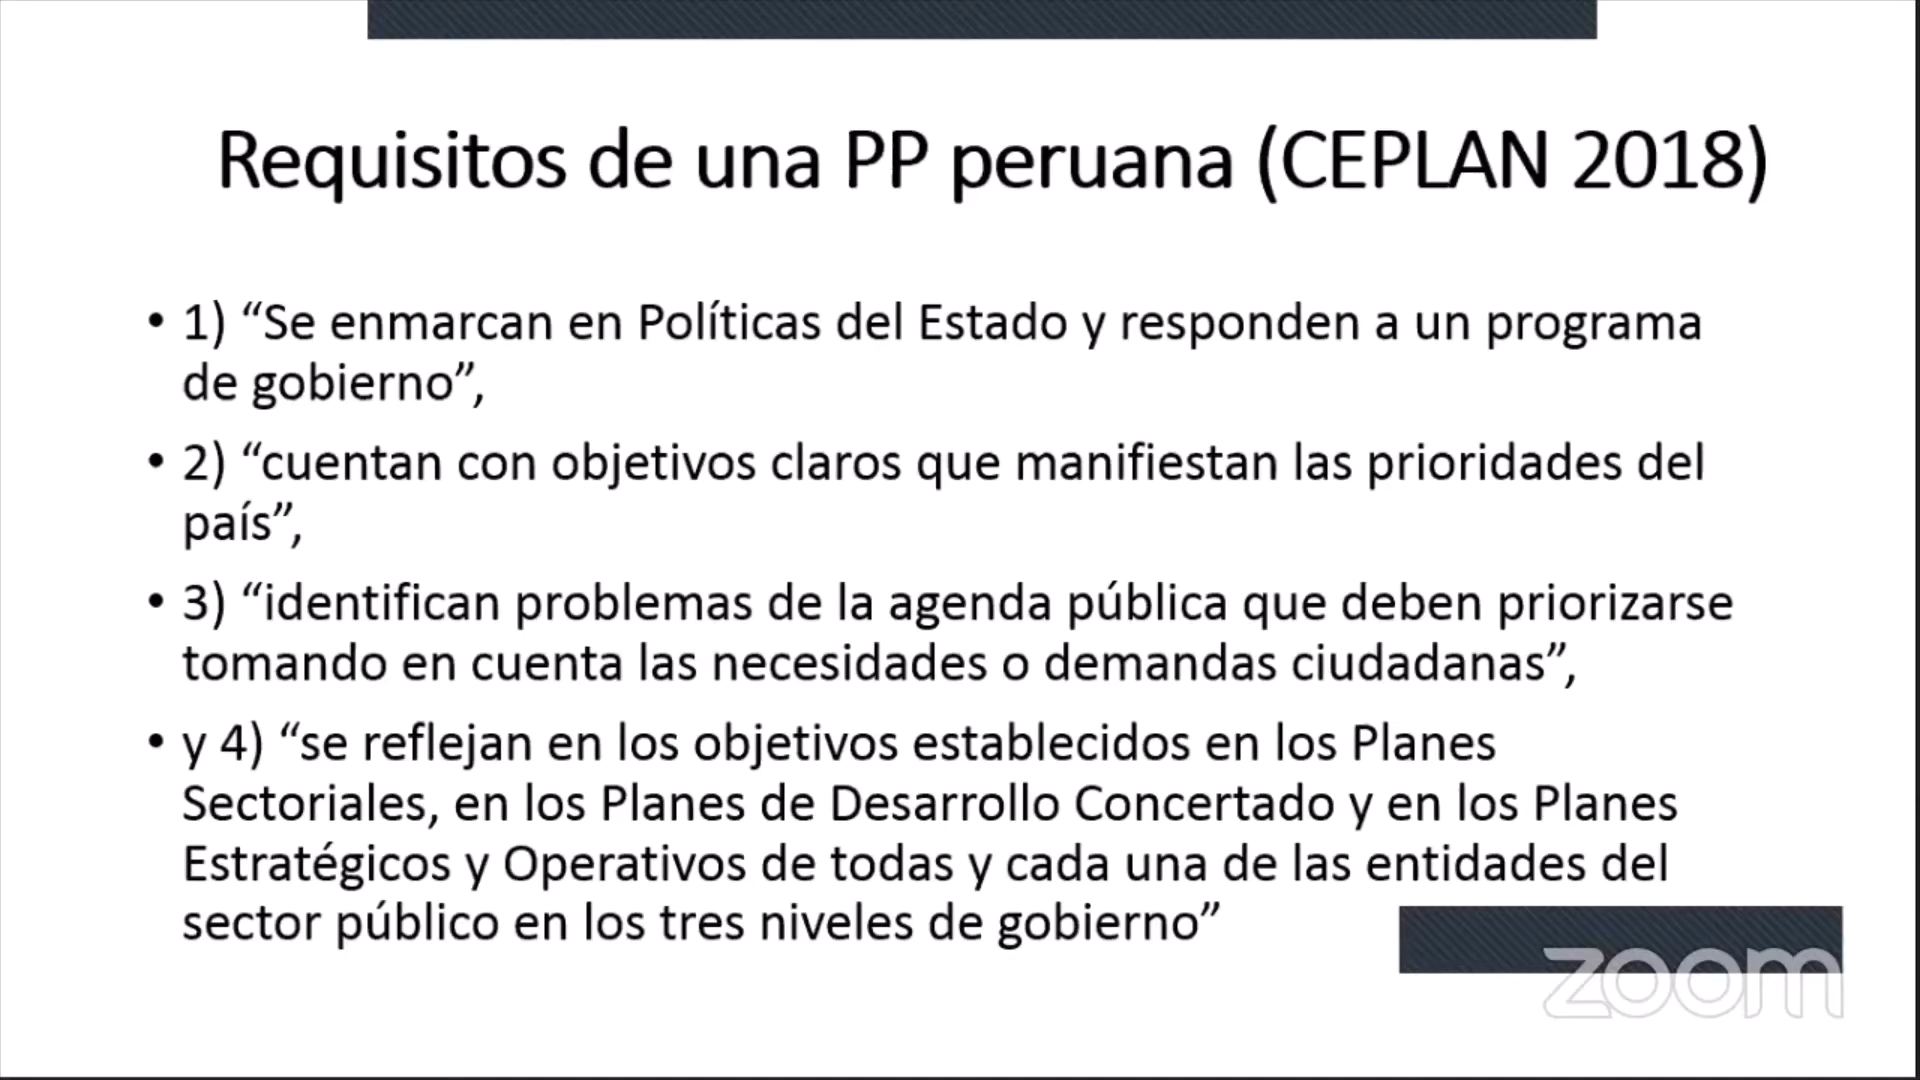 Requisitos de una PP peruana (CEPLAN 2018)
• 1) “Se enmarcan en Políticas del Estado y responden a un programa
de gobierno”,
• 2) “cuentan con objetivos claros que manifiestan las prioridades del
país”,
• 3) “identifican problemas de la agenda pública que deben priorizarse
tomando en cuenta las necesidades o demandas ciudadanas”,
• y 4) “se reflejan en los objetivos establecidos en los Planes
Sectoriales, en los Planes de Desarrollo Concertado y en los Planes
Estratégicos y Operativos de todas y cada una de las entidades del
sector público en los tres niveles de gobierno”
zoom